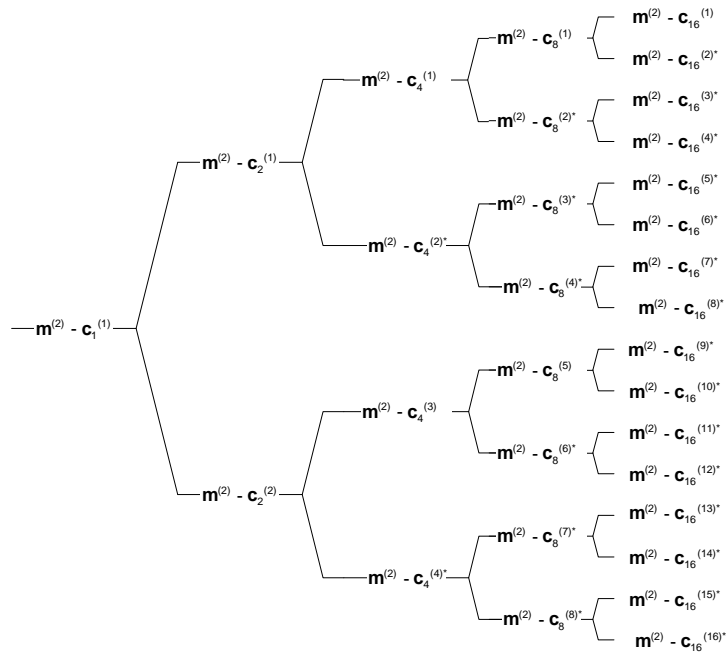 m(2) - c16(1)
m(2) - c8(1)
m(2) - c16(2)*
m(2) - c4(1)
m(2) - c16(3)*
m(2) - c8(2)*
m(2) - c16(4)*
m(2) - c2(1)
m(2) - c16(5)*
m(2) - c8(3)*
m(2) - c16(6)*
m(2) - c4(2)*
m(2) - c16(7)*
m(2) - c8(4)*
m(2) - c16(8)*
m(2) - c1(1)
m(2) - c16(9)*
m(2) - c8(5)
m(2) - c16(10)*
m(2) - c4(3)
m(2) - c16(11)*
m(2) - c8(6)*
m(2) - c16(12)*
m(2) - c2(2)
m(2) - c16(13)*
m(2) - c8(7)*
m(2) - c16(14)*
m(2) - c4(4)*
m(2) - c16(15)*
m(2) - c8(8)*
m(2) - c16(16)*